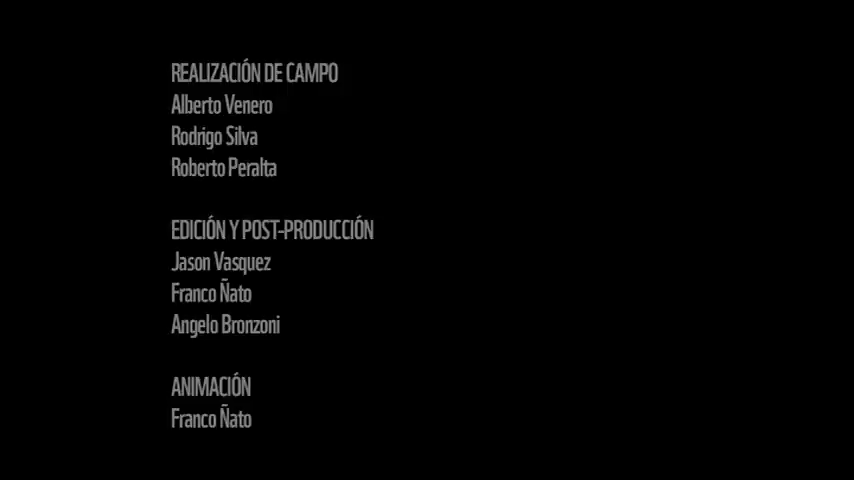 REALIZACIÓN DE CAMPO
Alberto Venero
Rodrigo Silva
Roberto Peralta
EDICIÓN Y POST-PRODUCCIÓN
Jason Vasquez
Franco Ñato
Angelo Bronzoni
ANIMACIÓN
Franco Ñato